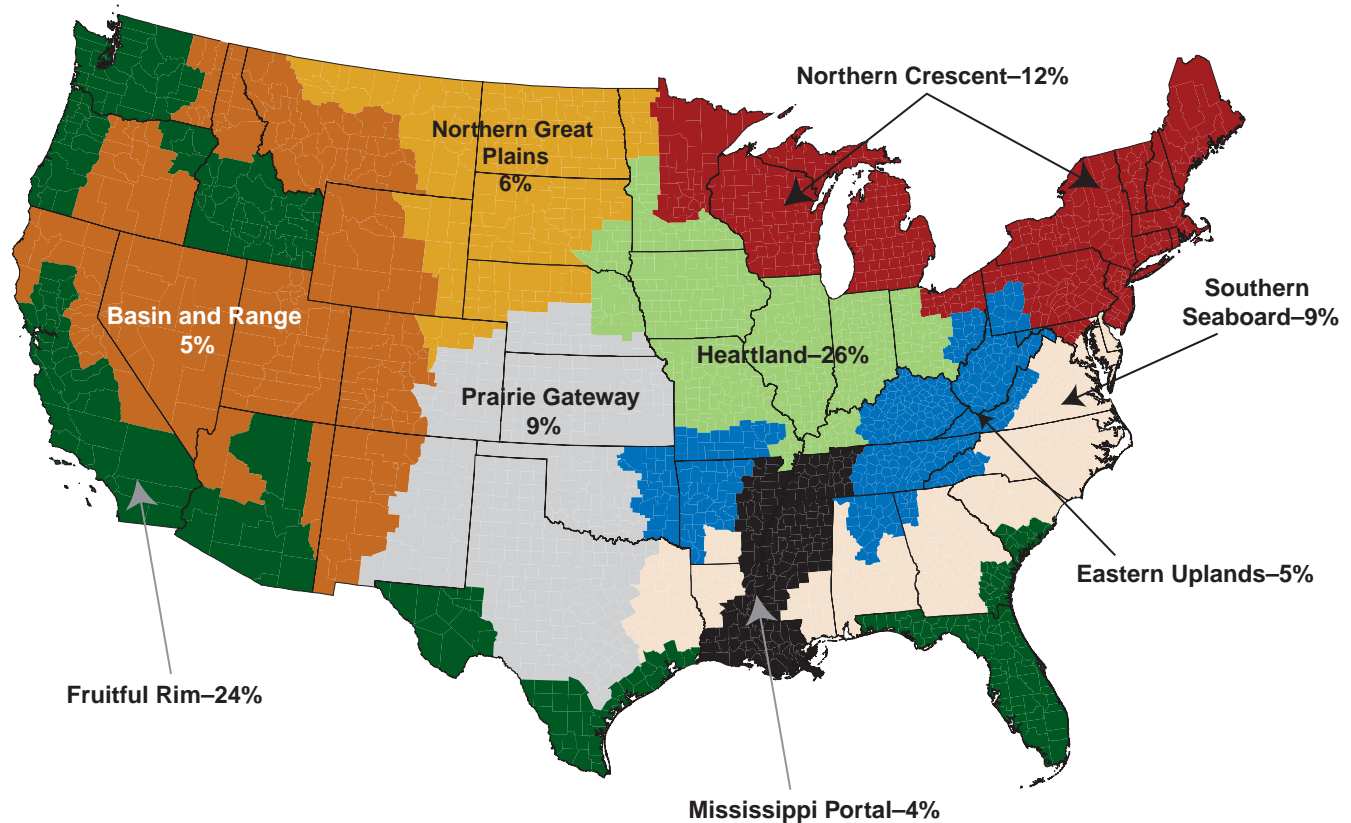 Northern Crescent–12%
Northern Great
Plains
6%
Southern
Seaboard–9%
Basin and Range
5%
Heartland–26%
Prairie Gateway
9%
Eastern Uplands–5%
Fruitful Rim–24%
Mississippi Portal–4%